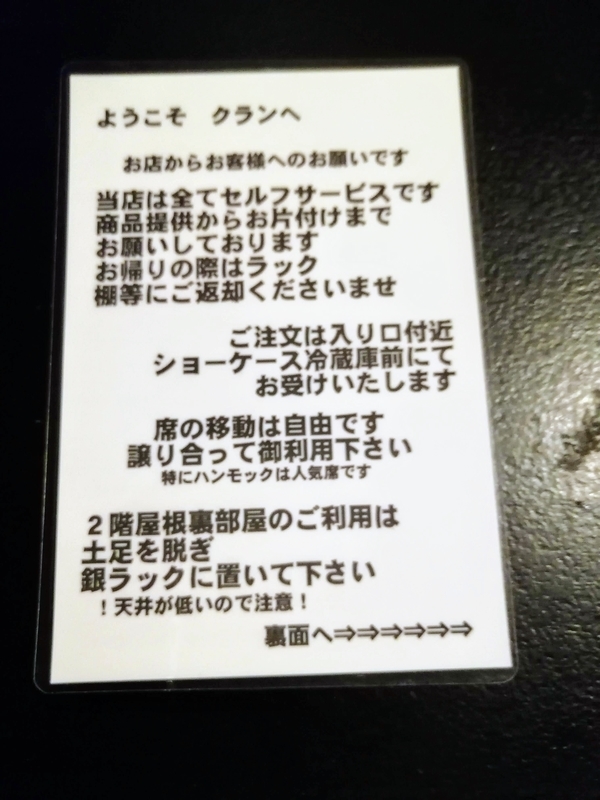 ようこそ　クランへ
お店からお客様へのお願いです
当店は全てセルフサービスです
商品提供からお片付けまで
お願いしております
お帰りの際はラック
棚等にご返却くださいませ
ご注文は入り口付近
ショーケース冷蔵庫前にて
お受けいたします
席の移動は自由です
譲り合って御利用下さい
特にハンモックは人気席です
２階屋根裏部屋のご利用は
土足を脱ぎ
銀ラックに置いて下さい
！天井が低いので注意！
裏面へ⇒⇒⇒⇒⇒⇒